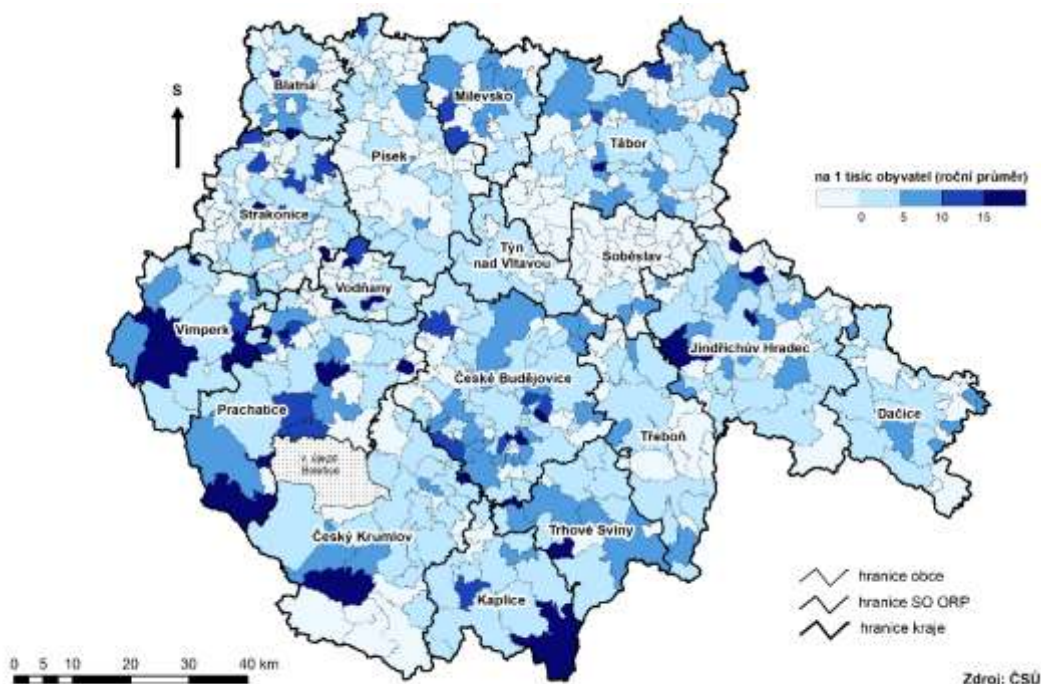 Blatná
S
Milevsko
Písek
Tábor
na 1 tisíc obyvatel (roční průměr)
0 5 10 15
Strakonice
Týn
nad Vltavou
Soběslav
Vodňany
Vimperk
Jindřichův Hradec
České Budějovice
Prachatice
Dačice
Třeboň
v. újezd
Boletice
Český Krumlov
Trhové Sviny
Kaplice
hranice obce
hranice SO ORP
hranice kraje
0 5 10 20 30 40 km
Zdroj: ČSÚ